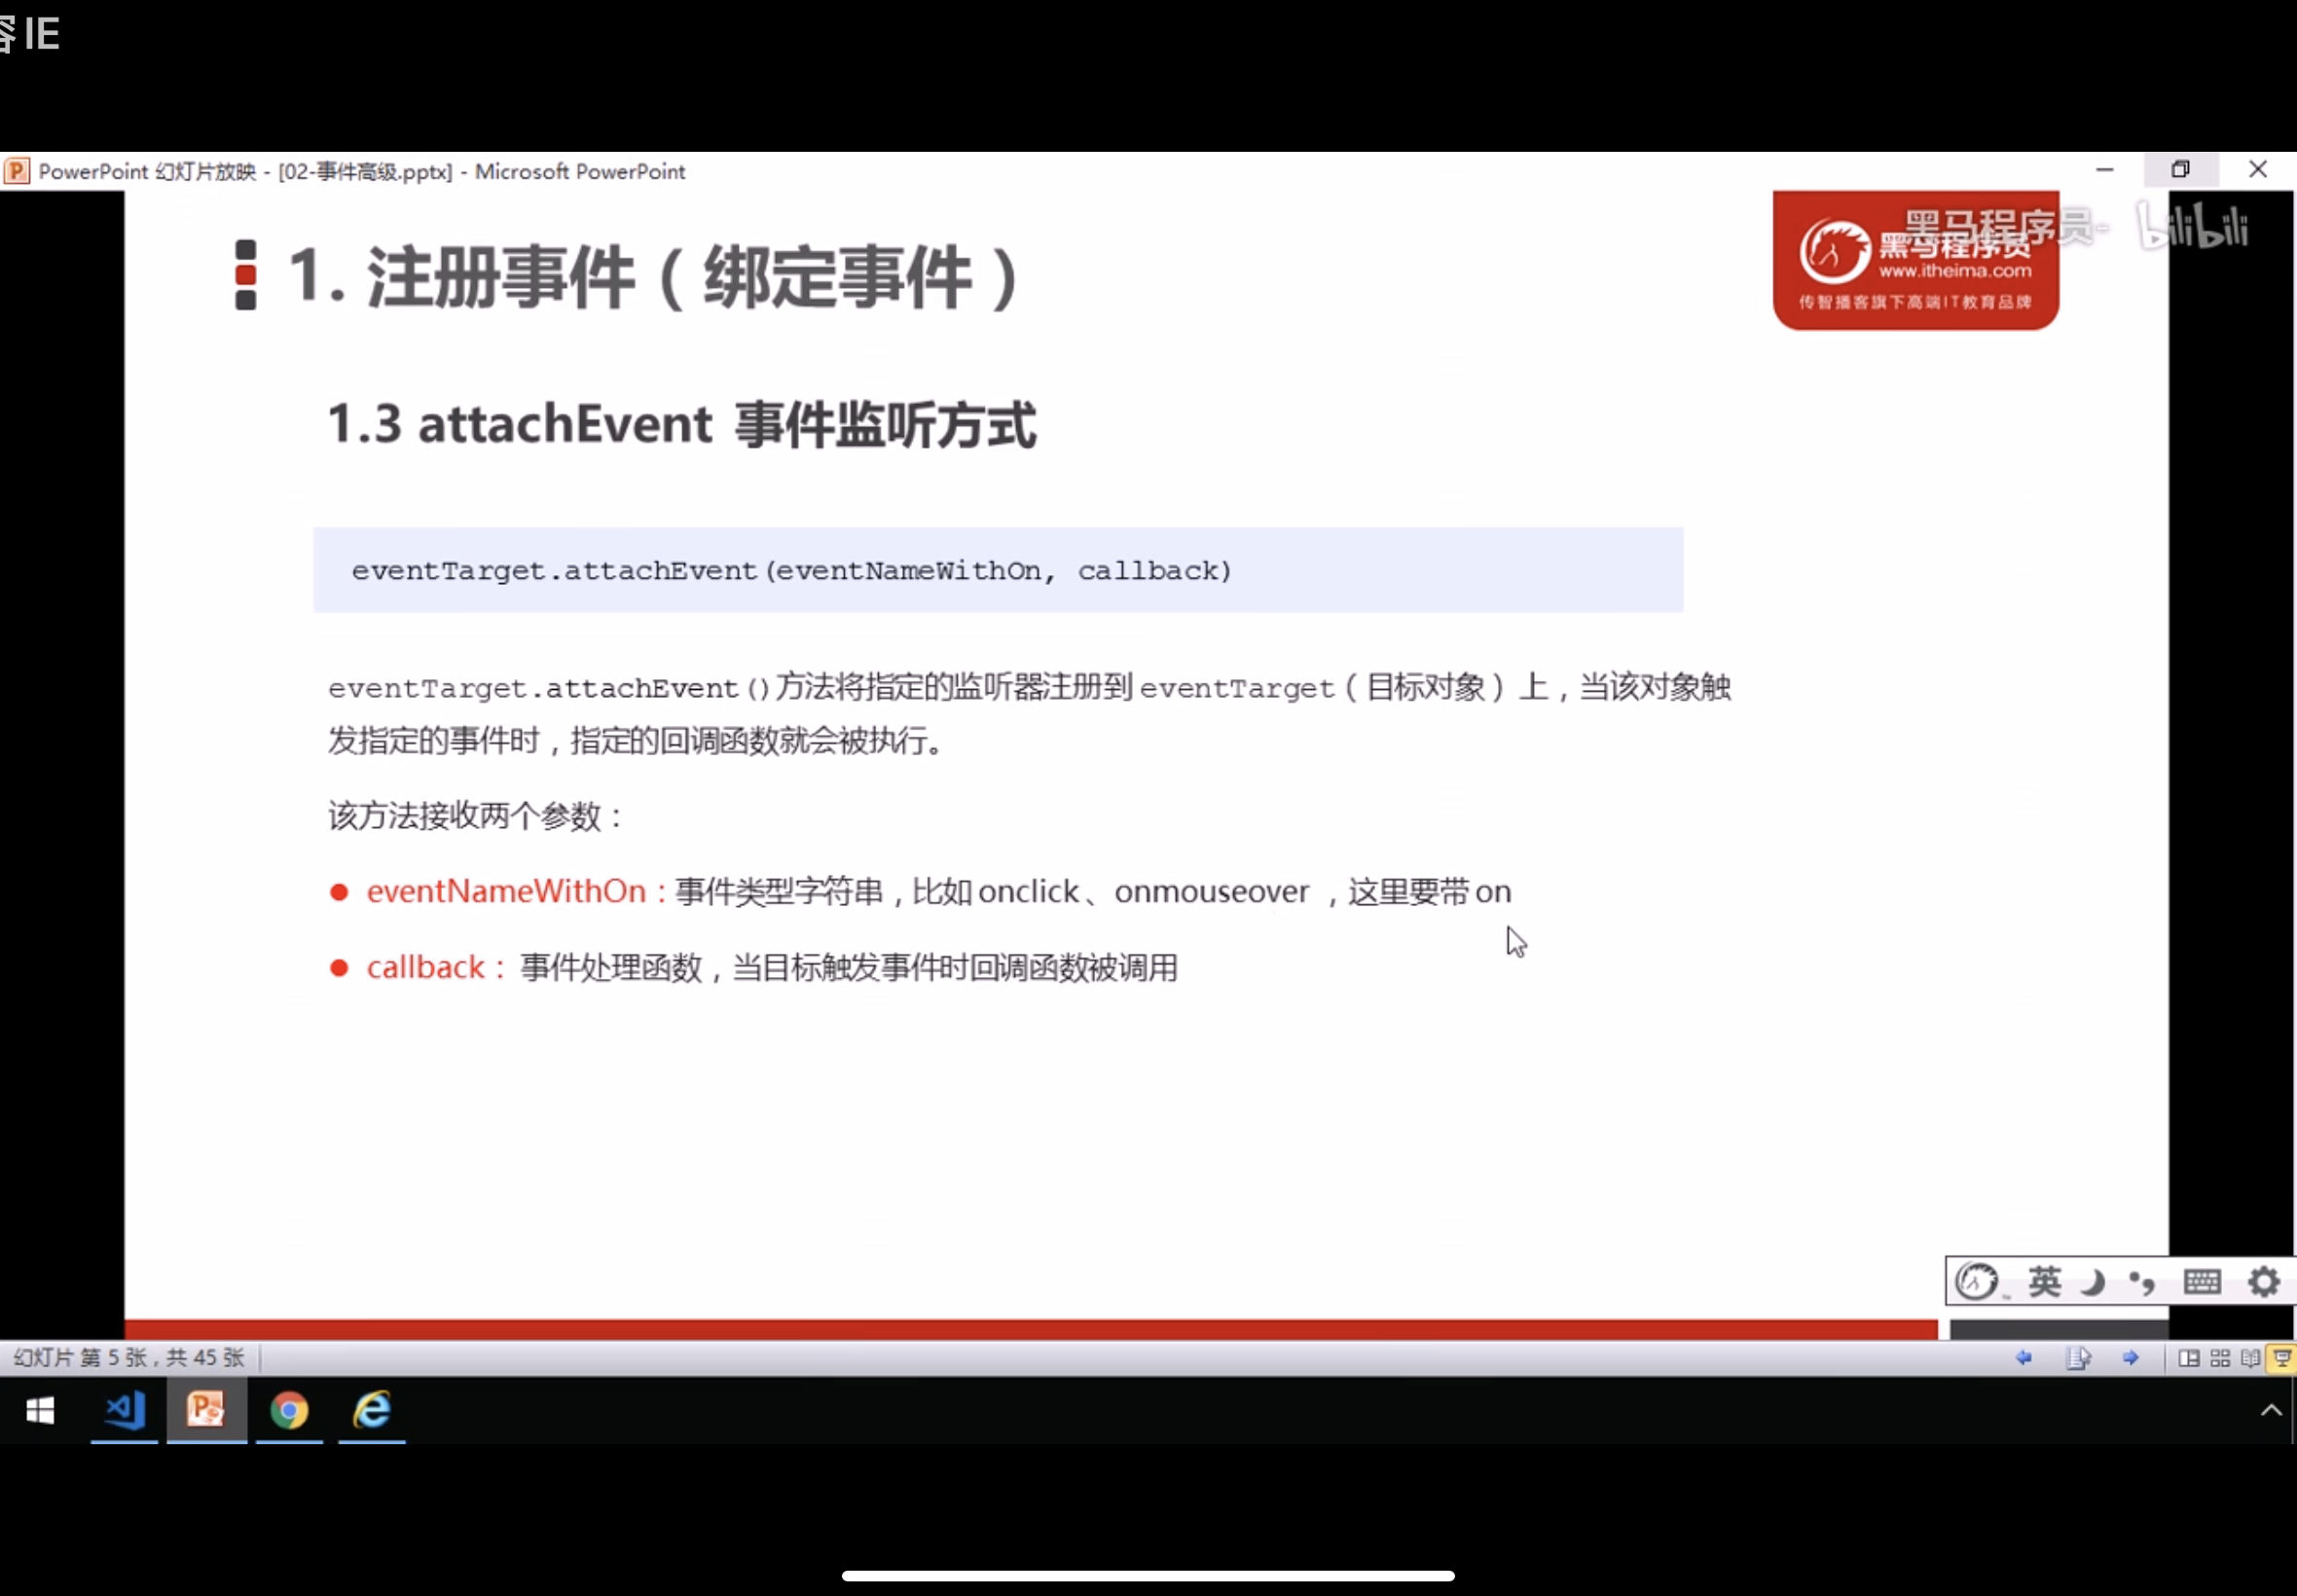 容IE
PowerPoint 幻灯片放映 - [02-事件高级.pptx] - Microsoft PowerPoint
1. 注册事件（绑定事件）
黑马程序员-
bilibili
黑马程序员
www.itheima.com
传智播客旗下高端IT教育品牌
1.3 attachEvent 事件监听方式
eventTarget.attachEvent(eventNameWithOn, callback)
eventTarget.attachEvent()方法将指定的监听器注册到 eventTarget（目标对象）上，当该对象触
发指定的事件时，指定的回调函数就会被执行。
该方法接收两个参数：
● eventNameWithOn：事件类型字符串，比如 onclick、onmouseover ，这里要带 on
● callback： 事件处理函数，当目标触发事件时回调函数被调用
英
幻灯片 第 5 张，共 45 张